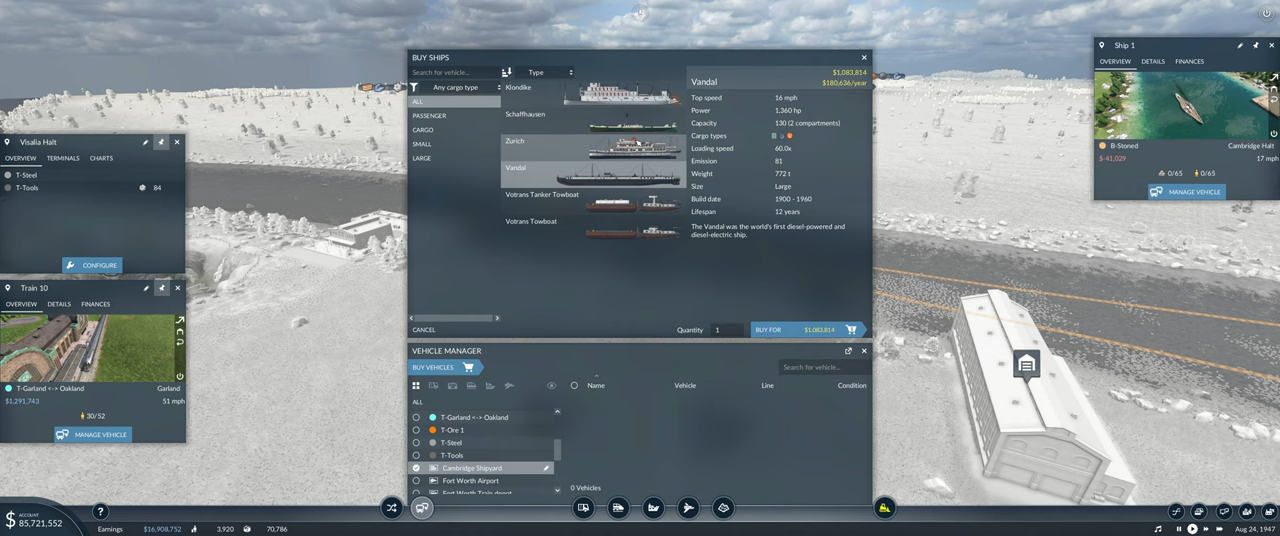 Visalia Halt
OVERVIEW TERMINALS CHARTS
T-Steel
T-Tools 84
CONFIGURE
Train 10
OVERVIEW DETAILS FINANCES
T-Garland <-> Oakland Garland
$1,291,743 51 mph
30/52
MANAGE VEHICLE
BUY SHIPS
Search for vehicle... Type
Any cargo type
ALL
PASSENGER
CARGO
SMALL
LARGE
Klondike
Schaffhausen
Zurich
Vandal
Votrans Tanker Towboat
Votrans Towboat
Vandal
$1,083,814
$180,636/year
Top speed 16 mph
Power 1,360 hp
Capacity 130 (2 compartments)
Cargo types
Loading speed 60.0x
Emission 81
Weight 772 t
Size Large
Build date 1900 - 1960
Lifespan 12 years
The Vandal was the world's first diesel-powered and
diesel-electric ship.
CANCEL Quantity 1 BUY FOR $1,083,814
VEHICLE MANAGER
BUY VEHICLES Search for vehicle...
Name Vehicle Line Condition
ALL
T-Garland <-> Oakland
T-Ore 1
T-Steel
T-Tools
Cambridge Shipyard
Fort Worth Airport
Fort Worth Train depot
0 Vehicles
Ship 1
OVERVIEW DETAILS FINANCES
B-Stoned Cambridge Halt
$-41,029 17 mph
0/65 0/65
MANAGE VEHICLE
$ ACCOUNT
85,721,552
?
Earnings $16,908,752 3,920 70,786
Aug 24, 1947